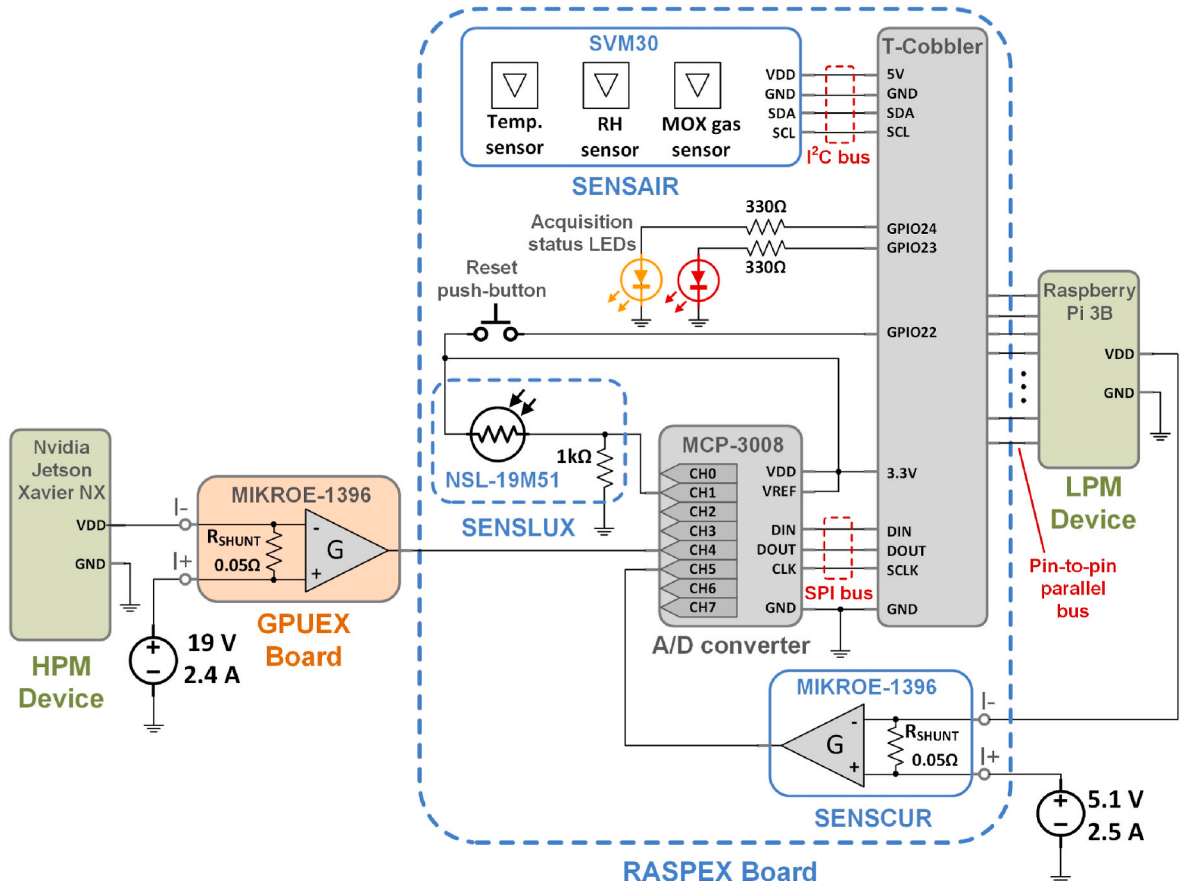 SVM30
Temp.
sensor
RH
sensor
MOX gas
sensor
VDD
GND
SDA
SCL
I²C bus
SENSAIR
T-Cobbler
5V
GND
SDA
SCL
GPIO24
GPIO23
GPIO22
3.3V
DIN
DOUT
SCLK
GND
Acquisition
status LEDs
330Ω
330Ω
Reset
push-button
NSL-19M51
1kΩ
SENSLUX
MCP-3008
CH0
CH1
CH2
CH3
CH4
CH5
CH6
CH7
VDD
VREF
DIN
DOUT
CLK
GND
SPI bus
A/D converter
Raspberry
Pi 3B
VDD
GND
LPM
Device
Pin-to-pin
parallel
bus
Nvidia
Jetson
Xavier NX
VDD
GND
HPM
Device
I-
I+
19 V
2.4 A
MIKROE-1396
RSHUNT
0.05Ω
-
+
G
GPUEX
Board
MIKROE-1396
G
-
+
RSHUNT
0.05Ω
I-
I+
SENSCUR
5.1 V
2.5 A
RASPEX Board